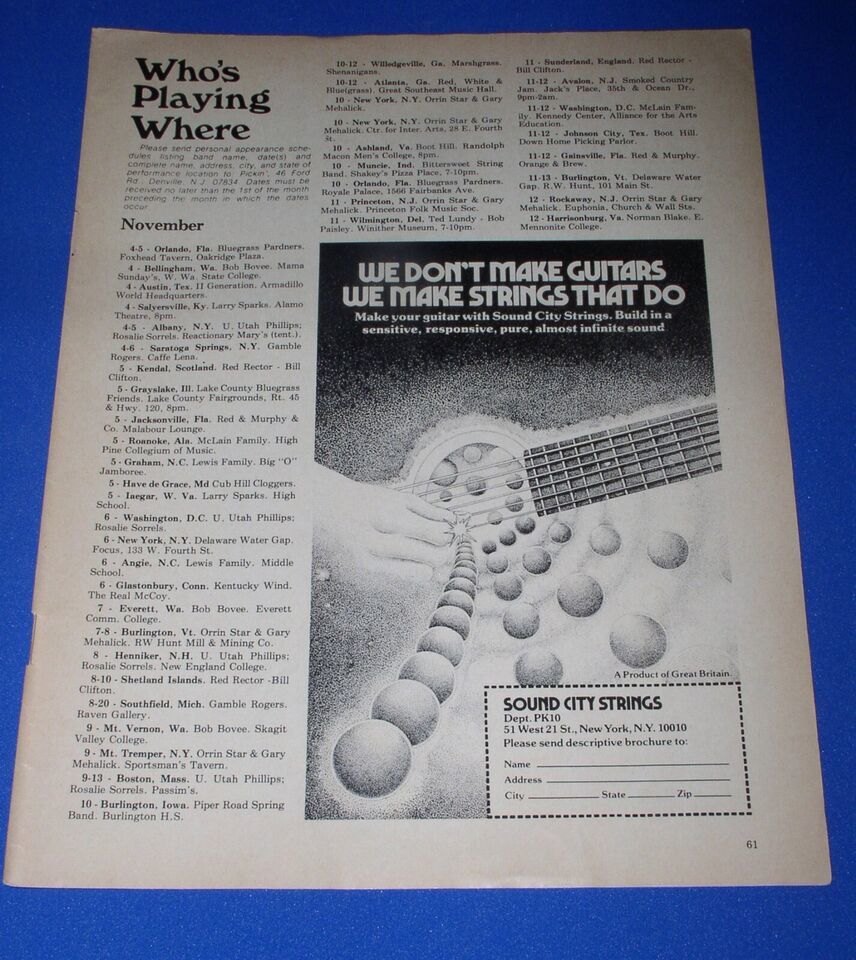 Who's
Playing
Where
Please send personal appearance sche-
dules listing band name, date(s) and
complete name, address, city, and state of
performance location to: Pickin', 46 Ford
Rd., Denville, N.J. 07834. Dates must be
received no later than the 1st of the month
preceding the month in which the dates
occur.
November
4-5 - Orlando, Fla. Bluegrass Pardners.
Foxhead Tavern, Oakridge Plaza.
4 - Bellingham, Wa. Bob Bovee. Mama
Sunday's, W. Wa. State College.
4 - Austin, Tex. II Generation. Armadillo
World Headquarters.
4 - Salyersville, Ky. Larry Sparks. Alamo
Theatre, 8pm.
4-5 - Albany, N.Y. U. Utah Phillips;
Rosalie Sorrels. Reactionary Mary's (tent.).
4-6 - Saratoga Springs, N.Y. Gamble
Rogers. Caffe Lena.
5 - Kendal, Scotland. Red Rector - Bill
Clifton.
5 - Grayslake, Ill. Lake County Bluegrass
Friends. Lake County Fairgrounds, Rt. 45
& Hwy. 120, 8pm.
5 - Jacksonville, Fla. Red & Murphy &
Co. Malabour Lounge.
5 - Roanoke, Ala. McLain Family. High
Pine Collegium of Music.
5 - Graham, N.C. Lewis Family. Big "O"
Jamboree.
5 - Have de Grace, Md Cub Hill Cloggers.
5 - Iaegar, W. Va. Larry Sparks. High
School.
6 - Washington, D.C. U. Utah Phillips;
Rosalie Sorrels.
6 - New York, N.Y. Delaware Water Gap.
Focus, 133 W. Fourth St.
6 - Angie, N.C. Lewis Family. Middle
School.
6 - Glastonbury, Conn. Kentucky Wind.
The Real McCoy.
7 - Everett, Wa. Bob Bovee. Everett
Comm. College.
7-8 - Burlington, Vt. Orrin Star & Gary
Mehalick. RW Hunt Mill & Mining Co.
8 - Henniker, N.H. U. Utah Phillips;
Rosalie Sorrels. New England College.
8-10 - Shetland Islands. Red Rector -Bill
Clifton.
8-20 - Southfield, Mich. Gamble Rogers.
Raven Gallery.
9 - Mt. Vernon, Wa. Bob Bovee. Skagit
Valley College.
9 - Mt. Tremper, N.Y. Orrin Star & Gary
Mehalick. Sportsman's Tavern.
9-13 - Boston, Mass. U. Utah Phillips;
Rosalie Sorrels. Passim's.
10 - Burlington, Iowa. Piper Road Spring
Band. Burlington H.S.
10-12 - Willedgeville, Ga. Marshgrass.
Shenanigans.
10-12 - Atlanta, Ga. Red, White &
Blue(grass). Great Southeast Music Hall.
10 - New York, N.Y. Orrin Star & Gary
Mehalick.
10 - New York, N.Y. Orrin Star & Gary
Mehalick. Ctr. for Inter. Arts, 28 E. Fourth
St.
10 - Ashland, Va. Boot Hill. Randolph
Macon Men's College, 8pm.
10 - Muncie, Ind. Bittersweet String
Band. Shakey's Pizza Place, 7-10pm.
10 - Orlando, Fla. Bluegrass Pardners.
Royale Palace, 1566 Fairbanks Ave.
11 - Princeton, N.J. Orrin Star & Gary
Mehalick. Princeton Folk Music Soc.
11 - Wilmington, Del. Ted Lundy - Bob
Paisley. Winither Museum, 7-10pm.
11 - Sunderland, England. Red Rector -
Bill Clifton.
11-12 - Avalon, N.J. Smoked Country
Jam. Jack's Place, 35th & Ocean Dr.,
9pm-2am.
11-12 - Washington, D.C. McLain Fam-
ily. Kennedy Center, Alliance for the Arts
Education.
11-12 - Johnson City, Tex. Boot Hill.
Down Home Picking Parlor.
11-12 - Gainsville, Fla. Red & Murphy.
Orange & Brew.
11-13 - Burlington, Vt. Delaware Water
Gap. R.W. Hunt, 101 Main St.
12 - Rockaway, N.J. Orrin Star & Gary
Mehalick. Euphonia, Church & Wall Sts.
12 - Harrisonburg, Va. Norman Blake. E.
Mennonite College.
WE DON'T MAKE GUITARS
WE MAKE STRINGS THAT DO
Make your guitar with Sound City Strings. Build in a
sensitive, responsive, pure, almost infinite sound
A Product of Great Britain.
SOUND CITY STRINGS
Dept. PK10
51 West 21 St., New York, N.Y. 10010
Please send descriptive brochure to:
Name
Address
City State Zip
61